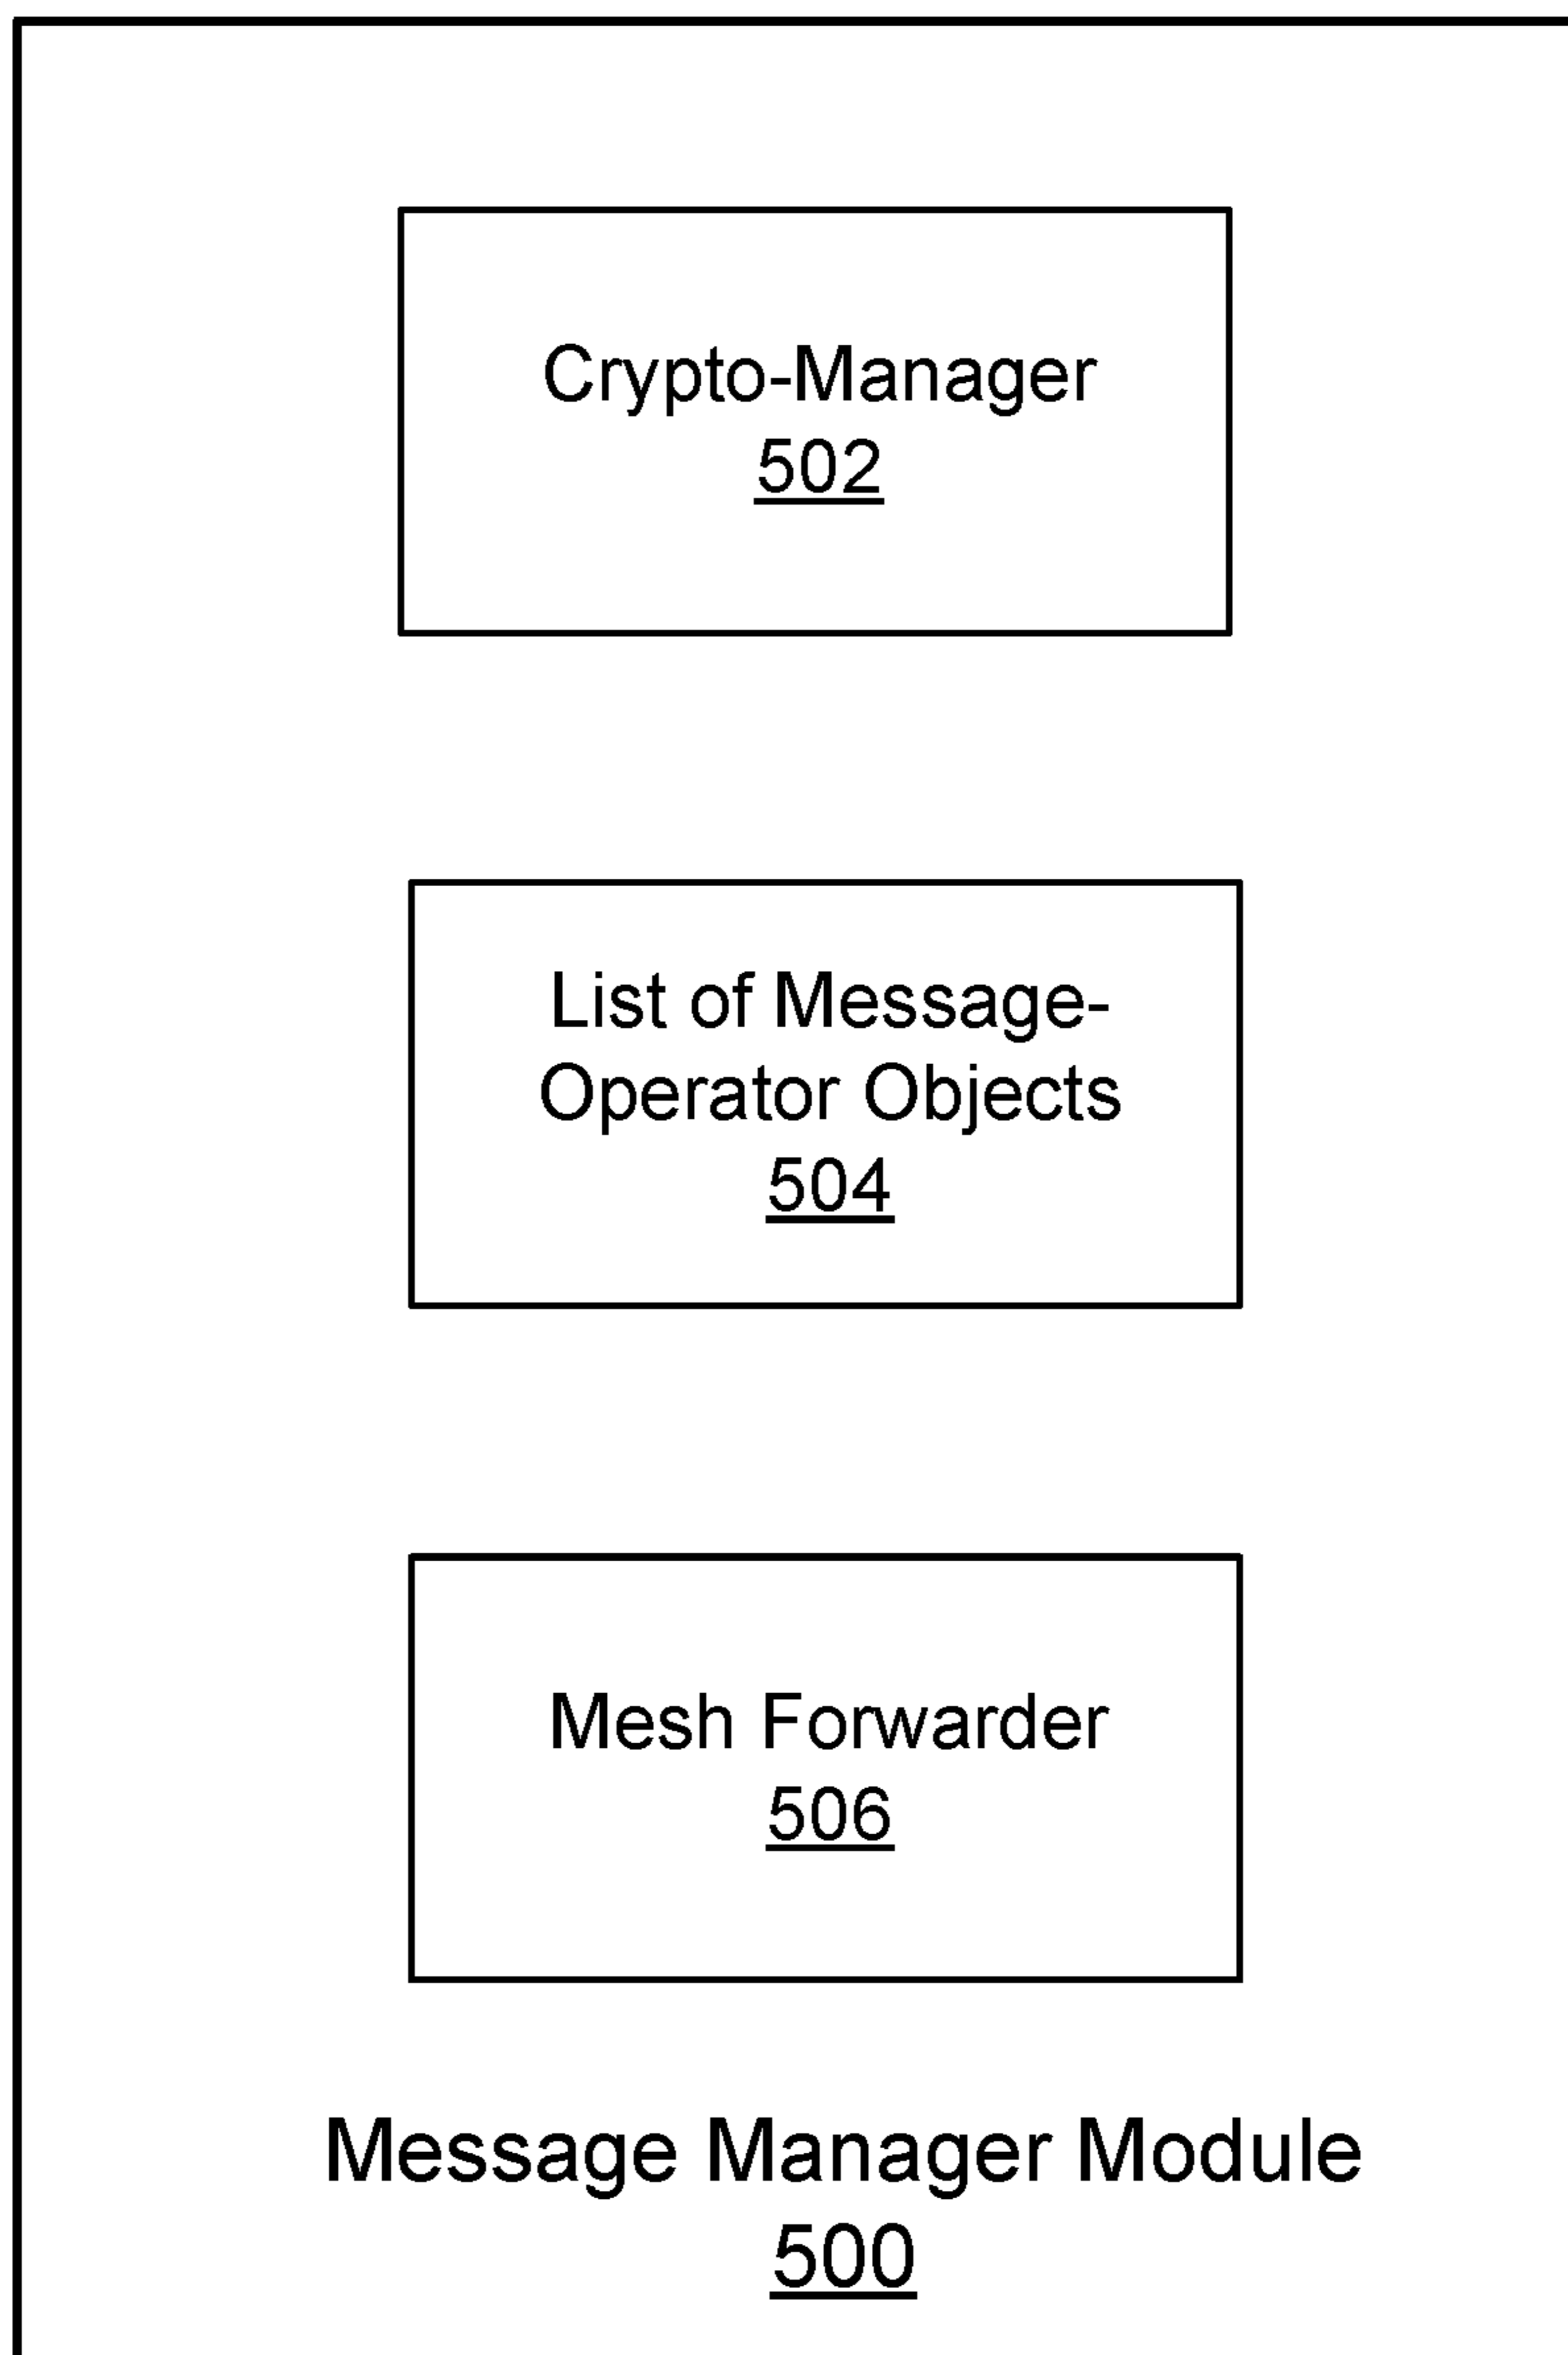 Crypto-Manager
502
List of Message-
Operator Objects
504
Mesh Forwarder
506
Message Manager Module
500